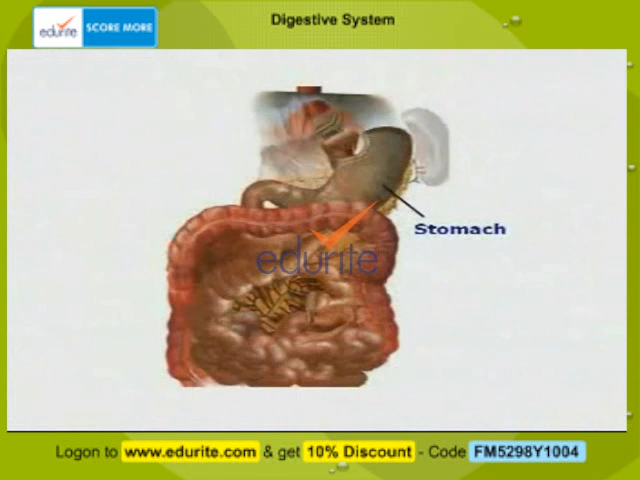 Digestive System
edurite SCORE MORE
Stomach
edurite
Logon to www.edurite.com & get 10% Discount - Code FM5298Y1004